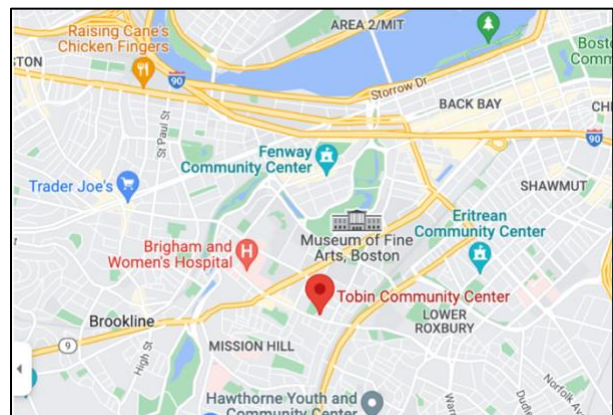 AREA 2/MIT
Raising Cane's
Chicken Fingers
STON
90
Storrow Dr
Bost
Comm
BACK BAY
St Paul St
CH
90
Fenway
Community Center
Trader Joe's
SHAWMUT
Museum of Fine
Arts, Boston
Eritrean
Community Center
Brigham and
Women's Hospital
H
Tobin Community Center
Brookline
LOWER
ROXBURY
9
High St
MISSION HILL
Hawthorne Youth and
Community Center
Norfolk Ave